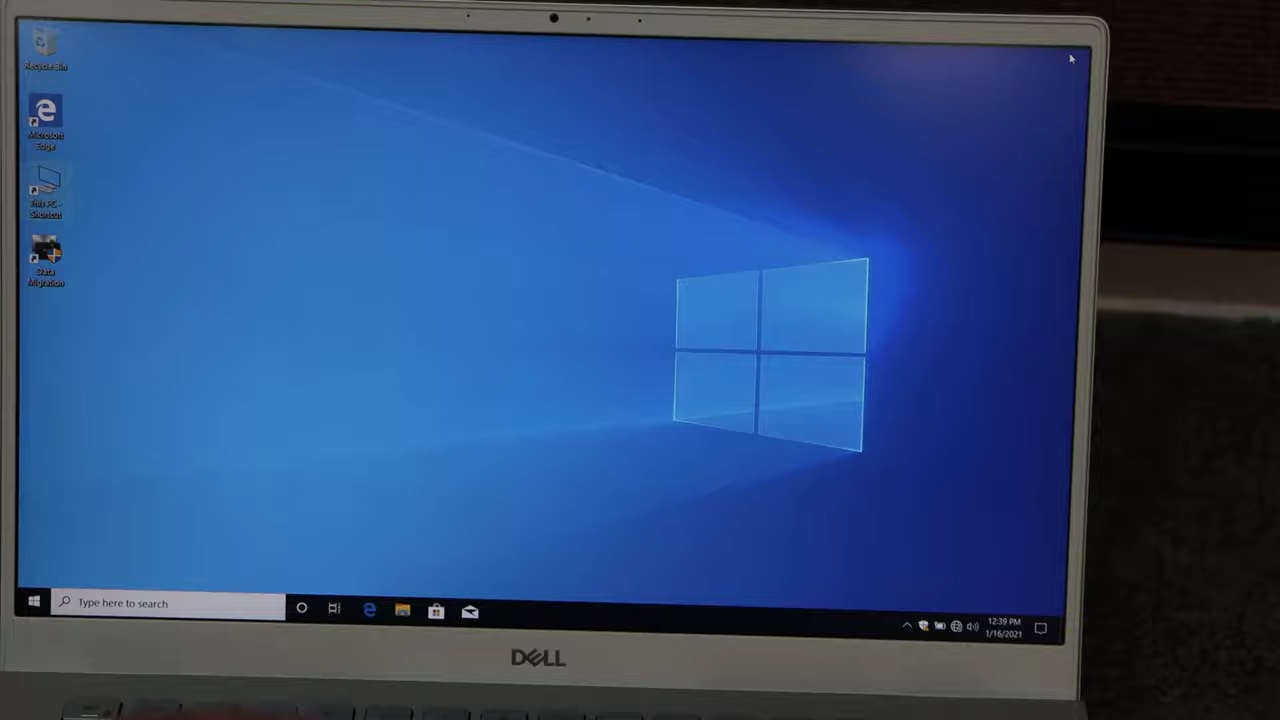 Recycle Bin
Microsoft
Edge
This PC -
Shortcut
Data
Migration
Type here to search
12:39 PM
1/16/2021
DELL